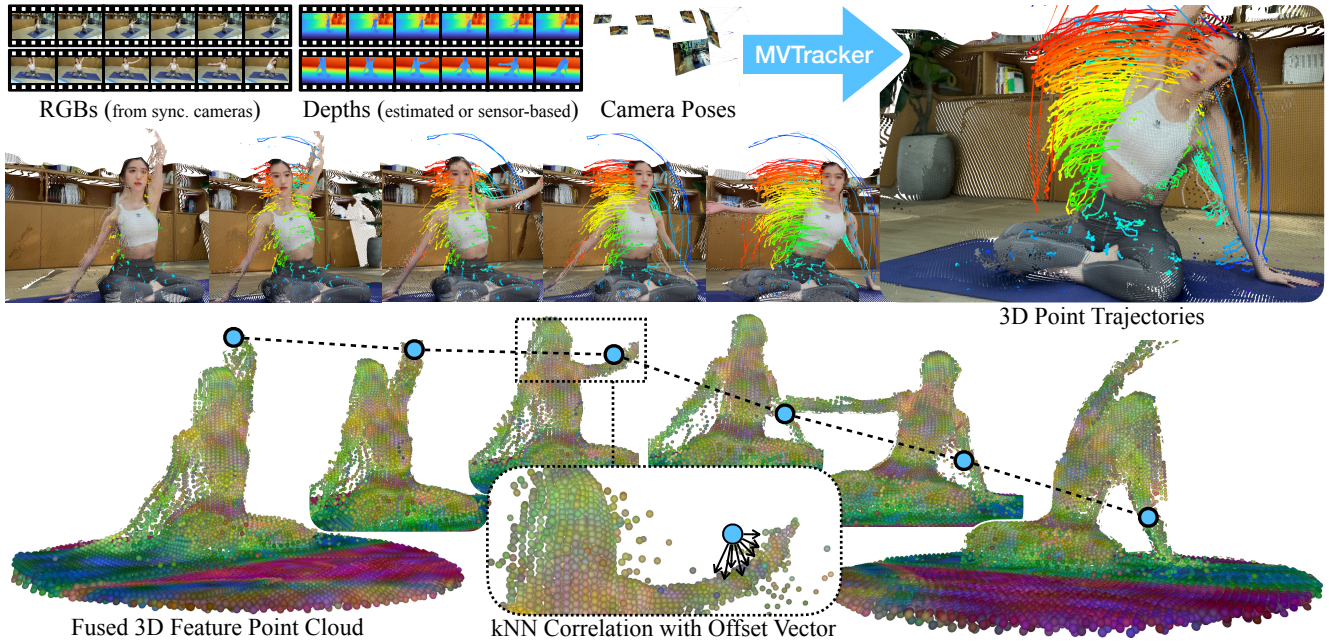 MVTracker
RGBs (from sync. cameras)
Depths (estimated or sensor-based)
Camera Poses
3D Point Trajectories
Fused 3D Feature Point Cloud
kNN Correlation with Offset Vector